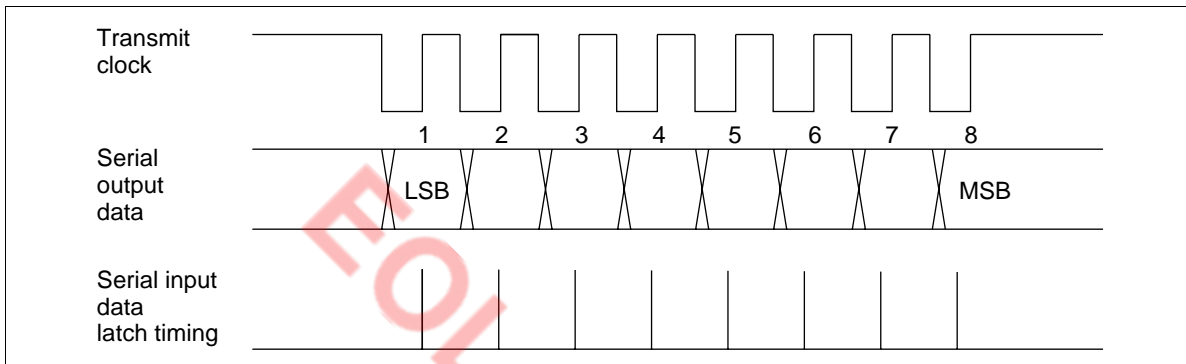 Transmit
clock
1 2 3 4 5 6 7 8
Serial
output
data
LSB MSB
Serial input
data
latch timing
EOL